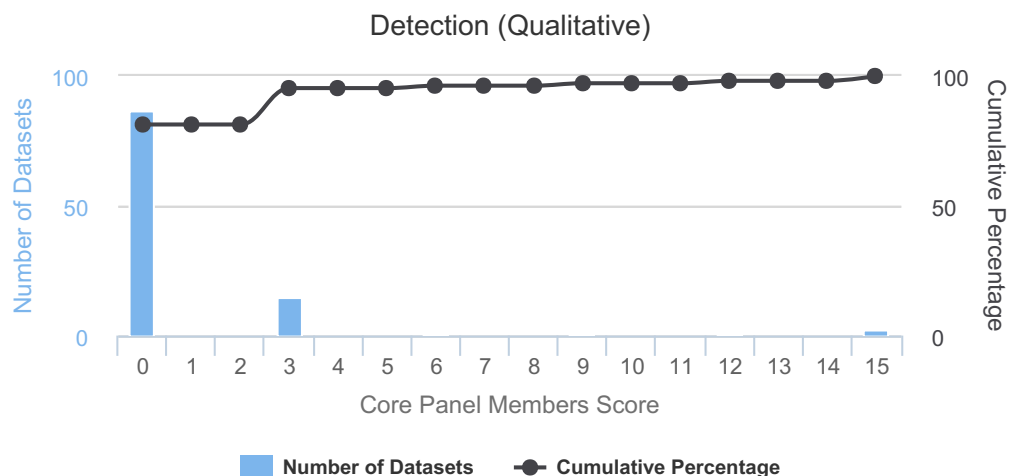 Detection (Qualitative)
100
50
0
Number of Datasets
100
50
0
Cumulative Percentage
0 1 2 3 4 5 6 7 8 9 10 11 12 13 14 15
Core Panel Members Score
Number of Datasets Cumulative Percentage